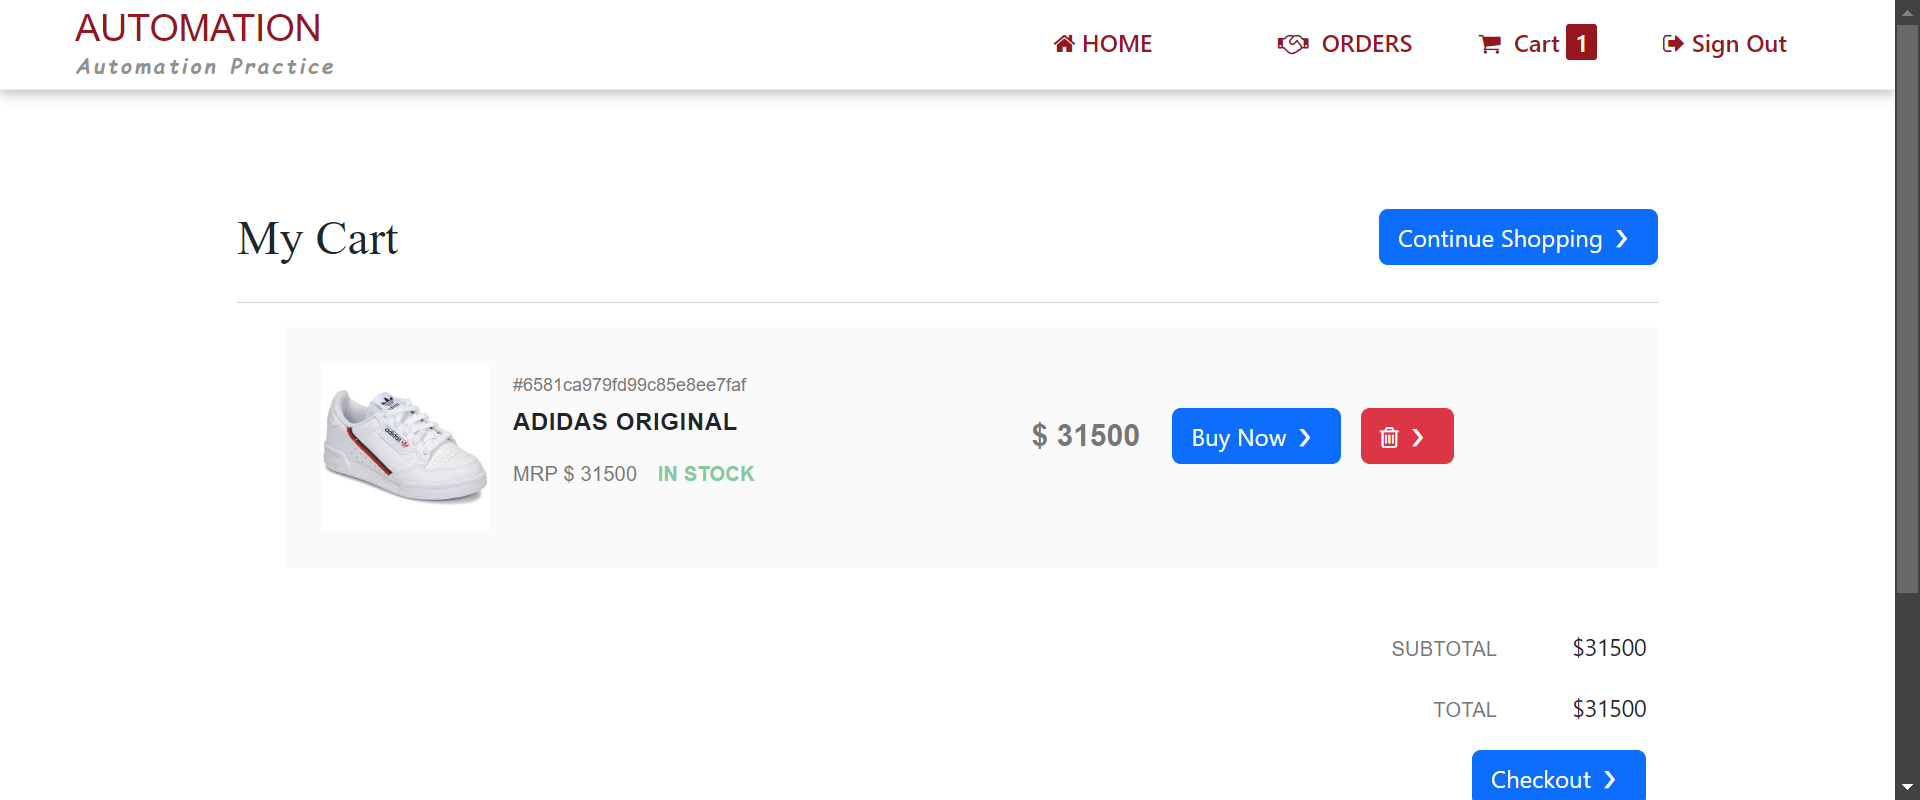 AUTOMATION
Automation Practice
HOME
ORDERS
Cart 1
Sign Out
My Cart
Continue Shopping ❯
#6581ca979fd99c85e8ee7faf
ADIDAS ORIGINAL
MRP $ 31500 IN STOCK
$ 31500
Buy Now ❯
❯
adidas
SUBTOTAL $31500
TOTAL $31500
Checkout ❯